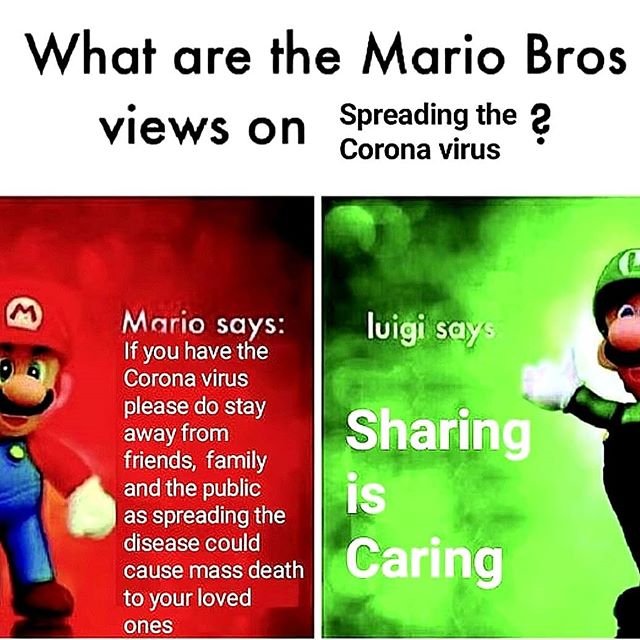 What are the Mario Bros
views on Spreading the ?
Corona virus
Mario says:
If you have the
Corona virus
please do stay
away from
friends, family
and the public
as spreading the
disease could
cause mass death
to your loved
ones
luigi says
Sharing
is
Caring
M
L